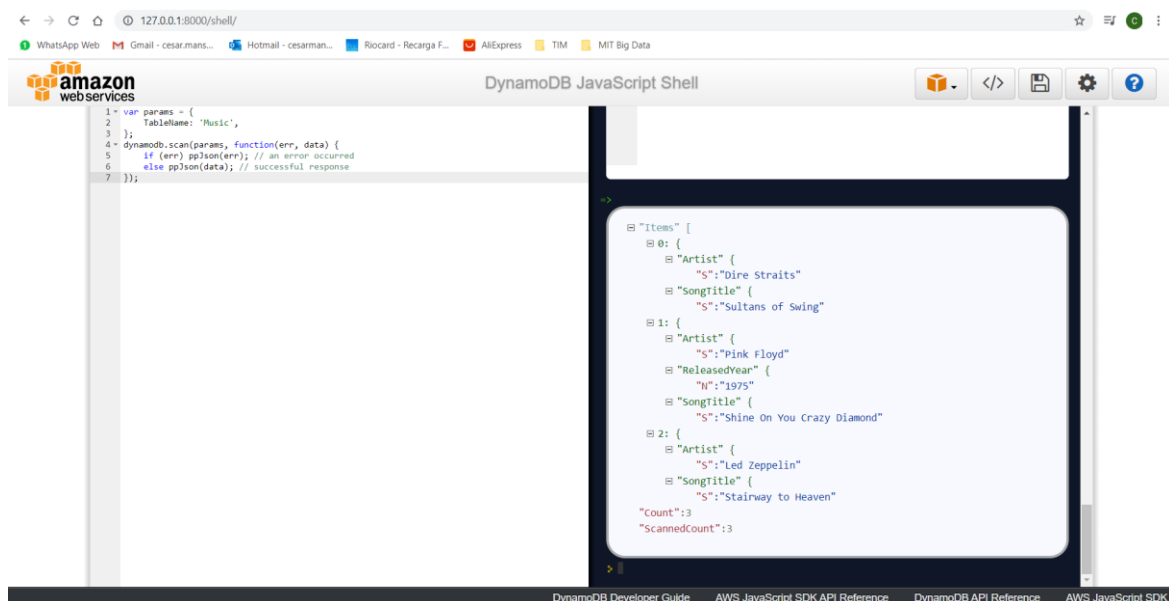 127.0.0.1:8000/shell/
C
WhatsApp Web Gmail - cesar.mans... Hotmail - cesarman... Riocard - Recarga F... AliExpress TIM MIT Big Data
amazon
webservices
DynamoDB JavaScript Shell
</>
1 var params = {
2 TableName: 'Music',
3 };
4 dynamodb.scan(params, function(err, data) {
5 if (err) ppJson(err); // an error occurred
6 else ppJson(data); // successful response
7 });
=>
"Items" [
0: {
"Artist" {
"S":"Dire Straits"
"SongTitle" {
"S":"Sultans of Swing"
1: {
"Artist" {
"S":"Pink Floyd"
"ReleasedYear" {
"N":"1975"
"SongTitle" {
"S":"Shine On You Crazy Diamond"
2: {
"Artist" {
"S":"Led Zeppelin"
"SongTitle" {
"S":"Stairway to Heaven"
"Count":3
"ScannedCount":3
>
DynamoDB Developer Guide AWS JavaScript SDK API Reference DynamoDB API Reference AWS JavaScript SDK